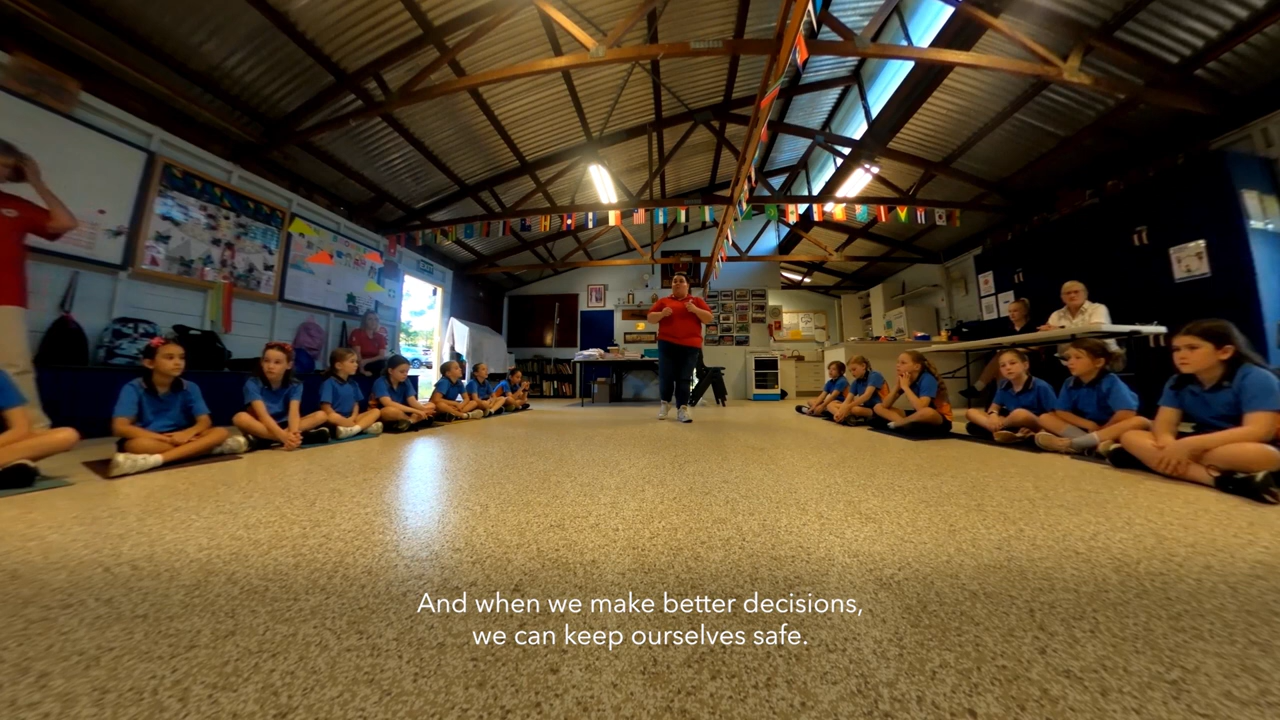 And when we make better decisions,
we can keep ourselves safe.